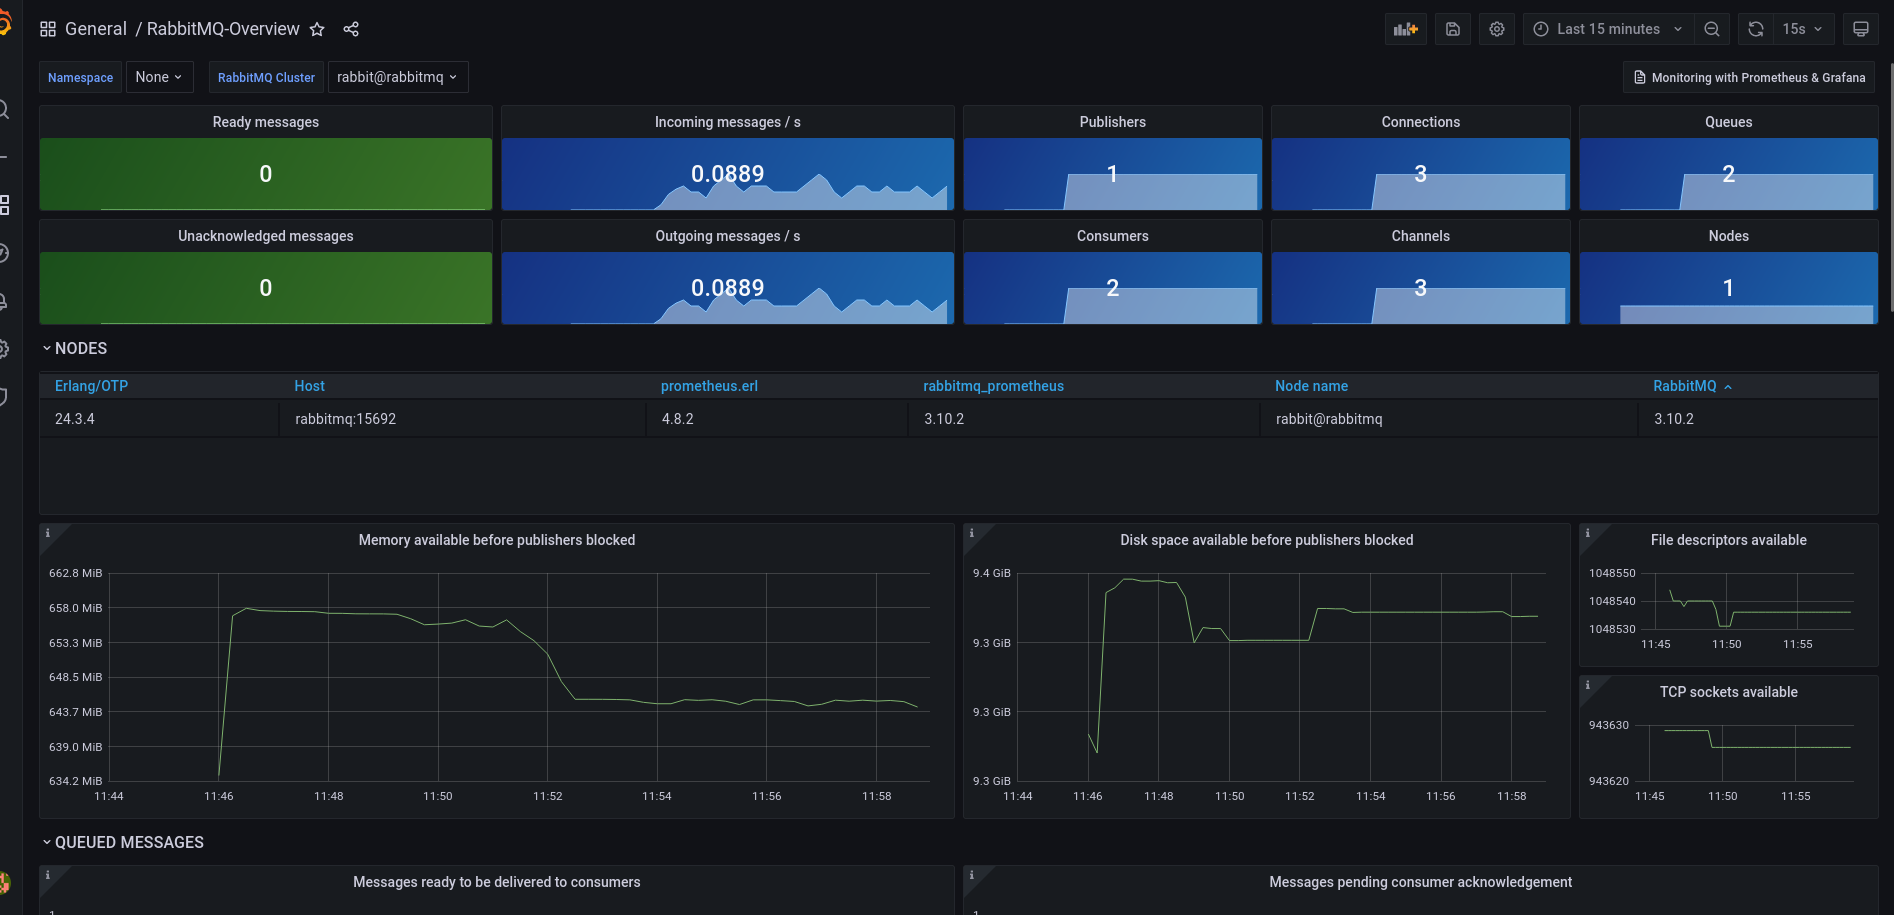 General / RabbitMQ-Overview
Last 15 minutes
15s
Namespace None RabbitMQ Cluster rabbit@rabbitmq
Monitoring with Prometheus & Grafana
Ready messages
0
Incoming messages / s
0.0889
Publishers
1
Connections
3
Queues
2
Unacknowledged messages
0
Outgoing messages / s
0.0889
Consumers
2
Channels
3
Nodes
1
NODES
Erlang/OTP Host prometheus.erl rabbitmq_prometheus Node name RabbitMQ
24.3.4 rabbitmq:15692 4.8.2 3.10.2 rabbit@rabbitmq 3.10.2
Memory available before publishers blocked
662.8 MiB
658.0 MiB
653.3 MiB
648.5 MiB
643.7 MiB
639.0 MiB
634.2 MiB
11:44 11:46 11:48 11:50 11:52 11:54 11:56 11:58
Disk space available before publishers blocked
9.4 GiB
9.3 GiB
9.3 GiB
9.3 GiB
11:44 11:46 11:48 11:50 11:52 11:54 11:56 11:58
File descriptors available
1048550
1048540
1048530
11:45 11:50 11:55
TCP sockets available
943630
943620
11:45 11:50 11:55
QUEUED MESSAGES
Messages ready to be delivered to consumers
Messages pending consumer acknowledgement